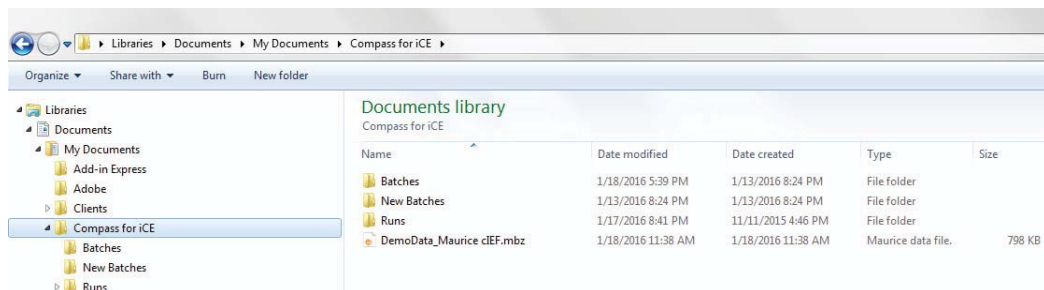 Libraries ▸ Documents ▸ My Documents ▸ Compass for iCE ▸
Organize Share with Burn New folder
Libraries
Documents
My Documents
Add-in Express
Adobe
Clients
Compass for iCE
Batches
New Batches
Runs
Documents library
Compass for iCE
Name Date modified Date created Type Size
Batches 1/18/2016 5:39 PM 1/13/2016 8:24 PM File folder
New Batches 1/13/2016 8:24 PM 1/13/2016 8:24 PM File folder
Runs 1/17/2016 8:41 PM 11/11/2015 4:46 PM File folder
DemoData_Maurice cIEF.mbz 1/18/2016 11:38 AM 1/18/2016 11:38 AM Maurice data file. 798 KB